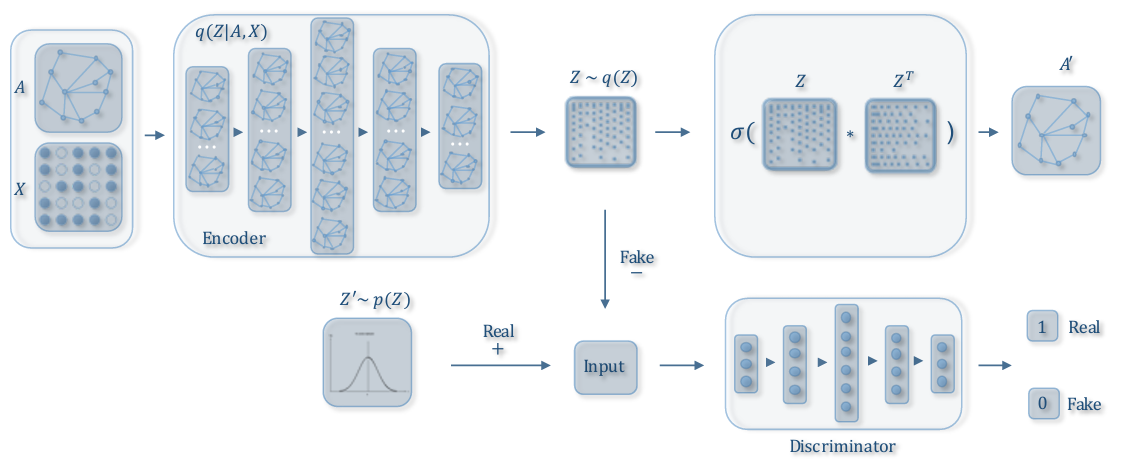 q(Z|A,X)
A
X
...
...
...
...
...
Encoder
Z ~ q(Z)
Z
Z^T
σ(
*
)
A′
Fake
−
Z′~ p(Z)
Real
+
Input
Discriminator
1 Real
0 Fake